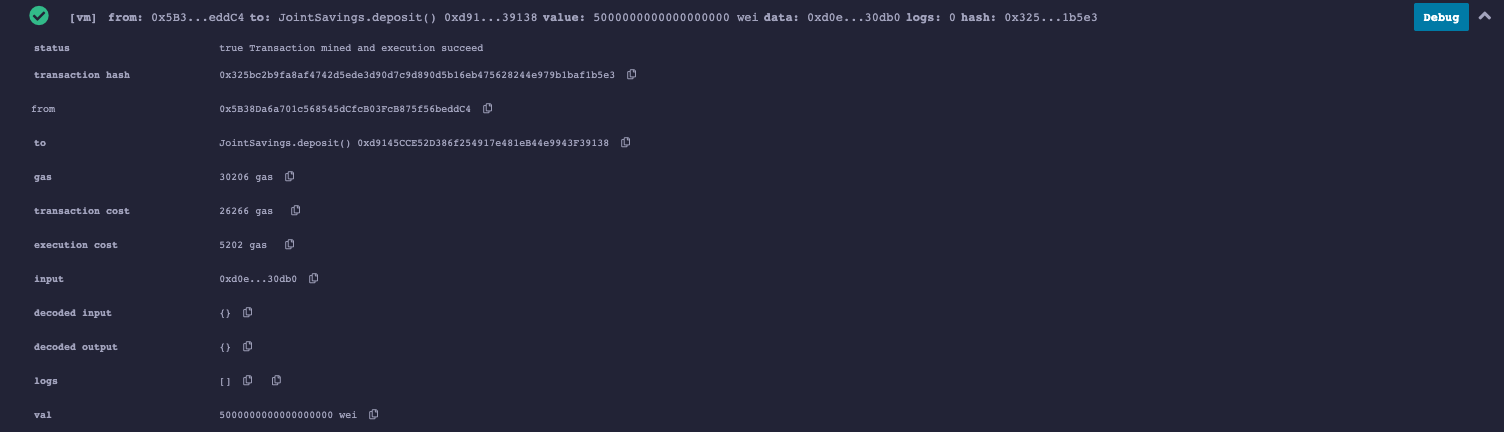 [vm] from: 0x5B3...eddC4 to: JointSavings.deposit() 0xd91...39138 value: 5000000000000000000 wei data: 0xd0e...30db0 logs: 0 hash: 0x325...1b5e3 Debug
status true Transaction mined and execution succeed
transaction hash 0x325bc2b9fa8af4742d5ede3d90d7c9d890d5b16eb475628244e979b1baf1b5e3
from 0x5B38Da6a701c568545dCfcB03FcB875f56beddC4
to JointSavings.deposit() 0xd9145CCE52D386f254917e481eB44e9943F39138
gas 30206 gas
transaction cost 26266 gas
execution cost 5202 gas
input 0xd0e...30db0
decoded input {}
decoded output {}
logs []
val 5000000000000000000 wei